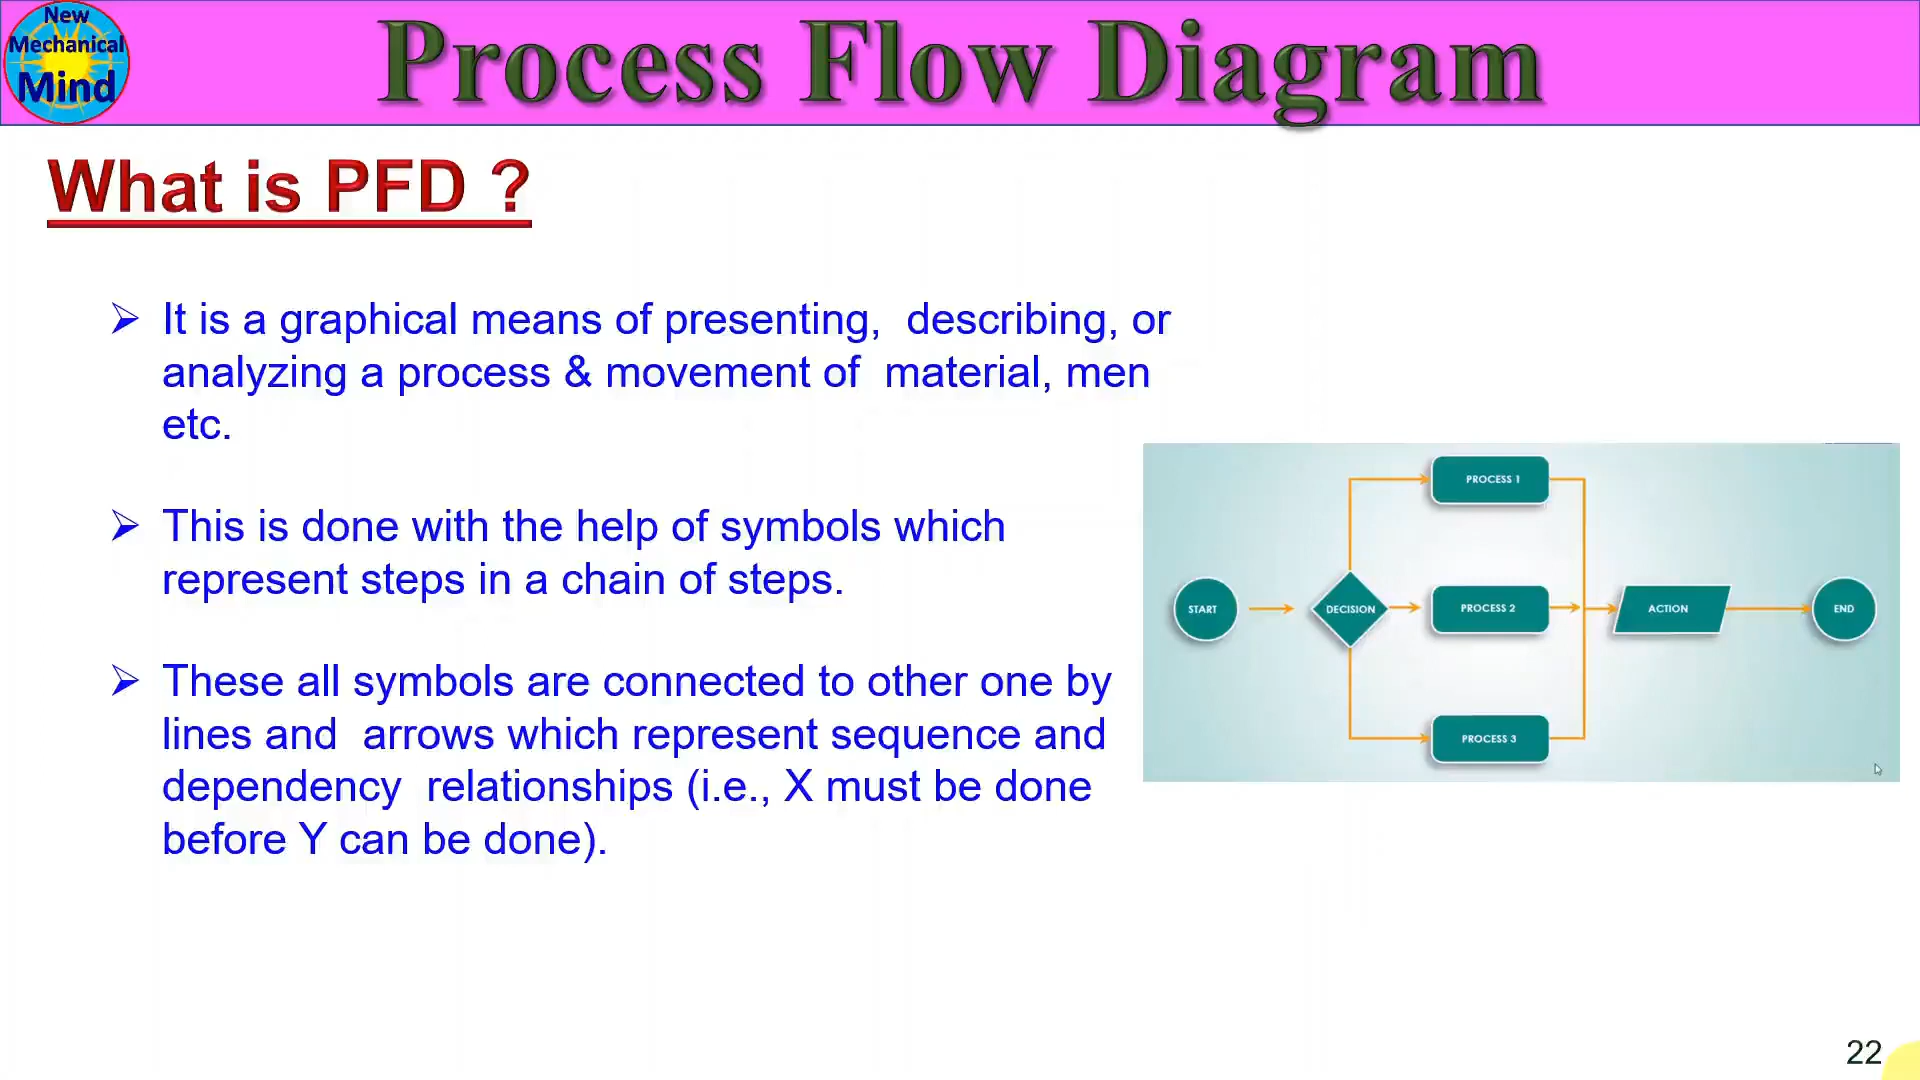 New
Mechanical
Mind
Process Flow Diagram
What is PFD ?
➢ It is a graphical means of presenting, describing, or
analyzing a process & movement of material, men
etc.
➢ This is done with the help of symbols which
represent steps in a chain of steps.
➢ These all symbols are connected to other one by
lines and arrows which represent sequence and
dependency relationships (i.e., X must be done
before Y can be done).
PROCESS 1
START
DECISION
PROCESS 2
ACTION
END
PROCESS 3
22